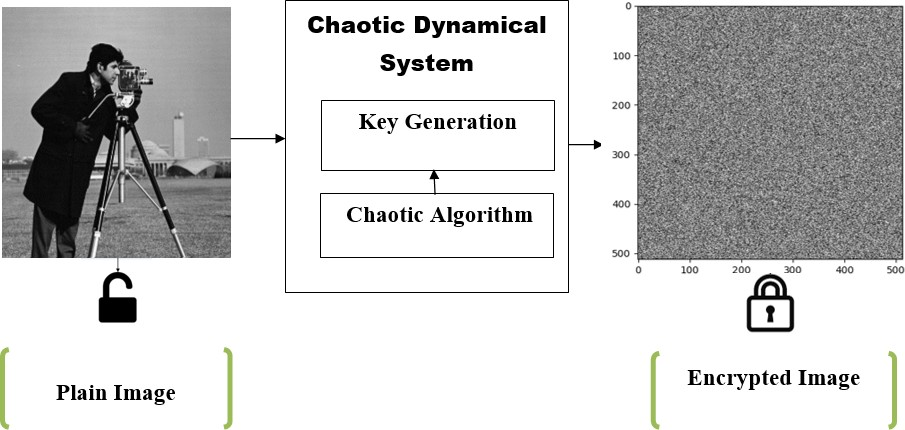 Chaotic Dynamical
System
Key Generation
Chaotic Algorithm
0
100
200
300
400
500
0 100 200 300 400 500
Plain Image
Encrypted Image